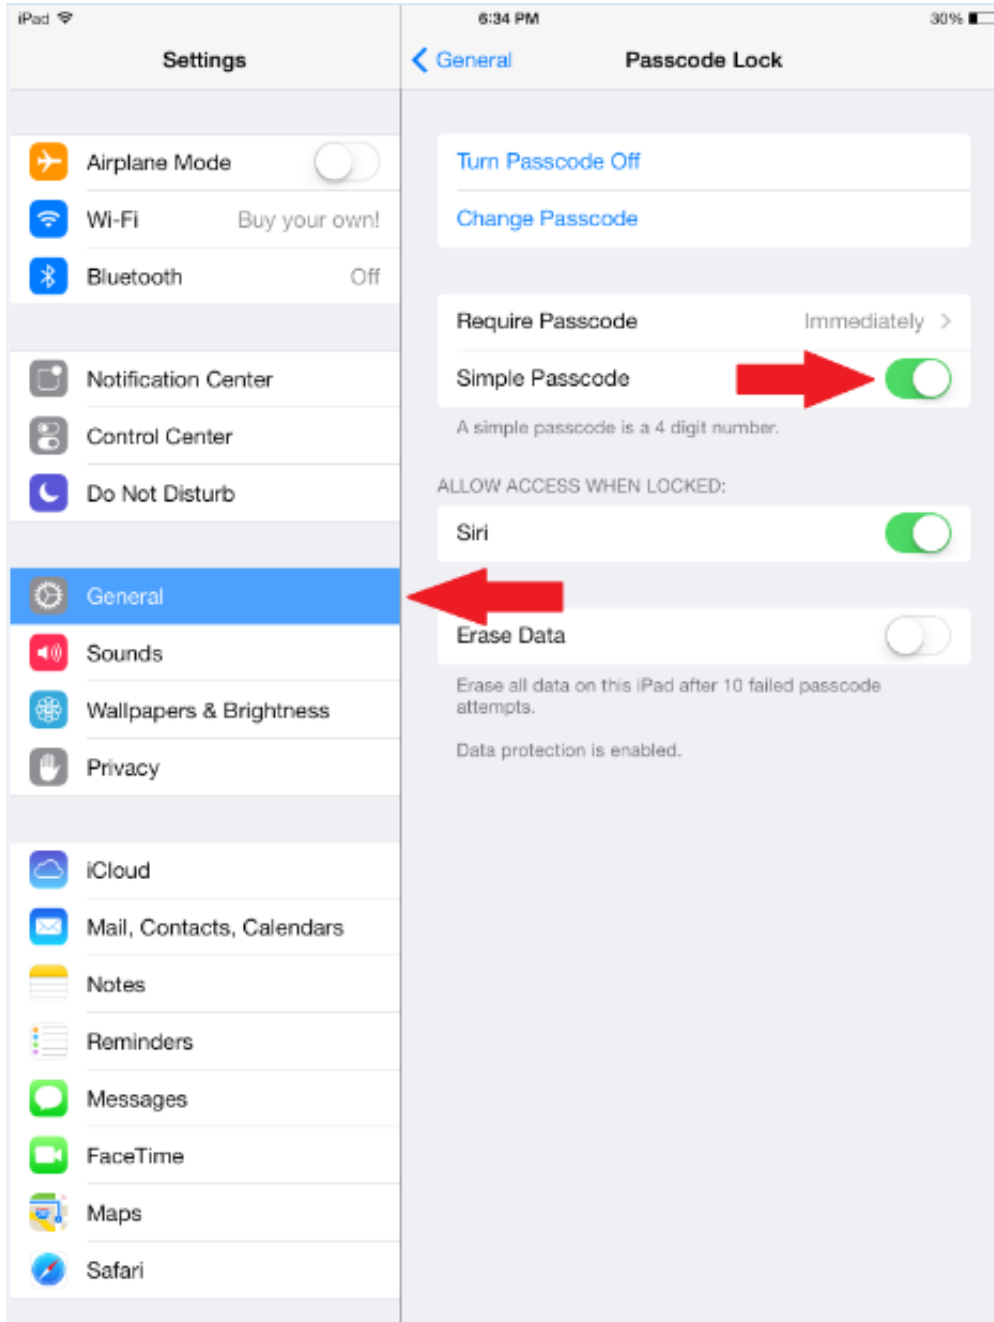 iPad 6:34 PM 30%
Settings
General Passcode Lock
Airplane Mode
Wi-Fi Buy your own!
Bluetooth Off
Notification Center
Control Center
Do Not Disturb
General
Sounds
Wallpapers & Brightness
Privacy
iCloud
Mail, Contacts, Calendars
Notes
Reminders
Messages
FaceTime
Maps
Safari
Turn Passcode Off
Change Passcode
Require Passcode Immediately
Simple Passcode
A simple passcode is a 4 digit number.
ALLOW ACCESS WHEN LOCKED:
Siri
Erase Data
Erase all data on this iPad after 10 failed passcode
attempts.
Data protection is enabled.